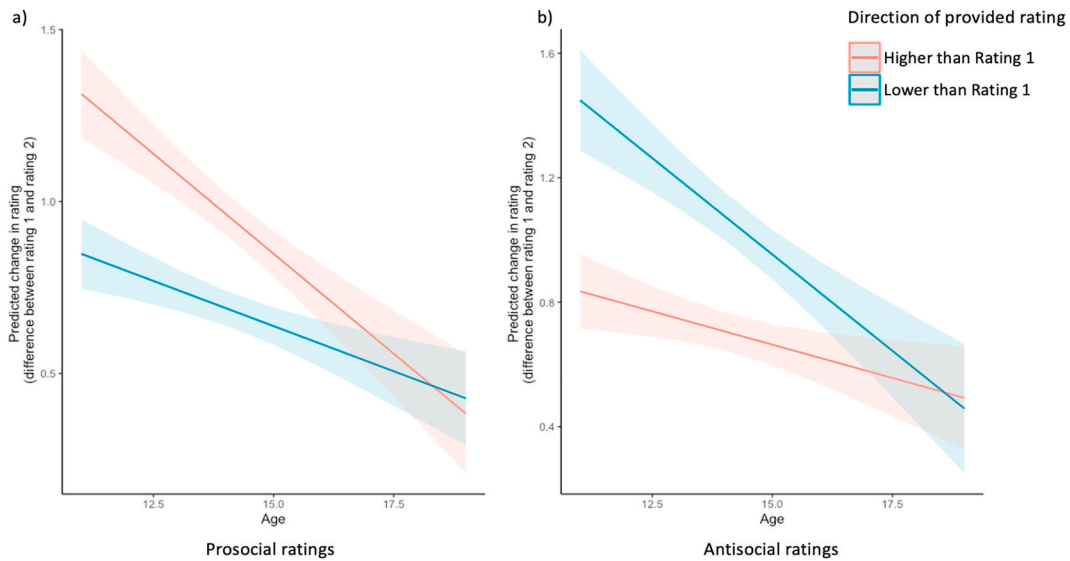 a)
b)
Direction of provided rating
Higher than Rating 1
Lower than Rating 1
Predicted change in rating
(difference between rating 1 and rating 2)
1.5
1.0
0.5
12.5
15.0
17.5
Age
Prosocial ratings
Predicted change in rating
(difference between rating 1 and rating 2)
1.6
1.2
0.8
0.4
12.5
15.0
17.5
Age
Antisocial ratings